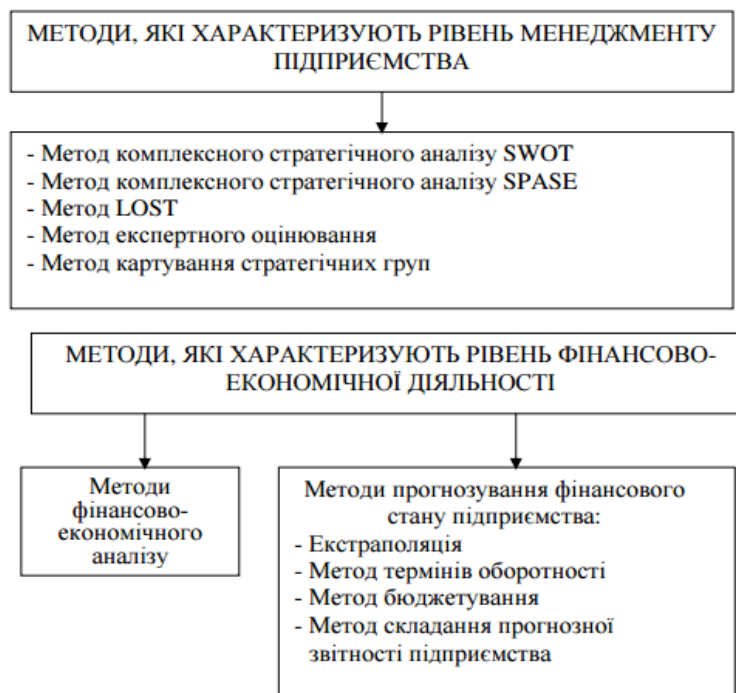 МЕТОДИ, ЯКІ ХАРАКТЕРИЗУЮТЬ РІВЕНЬ МЕНЕДЖМЕНТУ
ПІДПРИЄМСТВА
- Метод комплексного стратегічного аналізу SWOT
- Метод комплексного стратегічного аналізу SPASE
- Метод LOST
- Метод експертного оцінювання
- Метод картування стратегічних груп
МЕТОДИ, ЯКІ ХАРАКТЕРИЗУЮТЬ РІВЕНЬ ФІНАНСОВО-
ЕКОНОМІЧНОЇ ДІЯЛЬНОСТІ
Методи
фінансово-
економічного
аналізу
Методи прогнозування фінансового
стану підприємства:
- Екстраполяція
- Метод термінів оборотності
- Метод бюджетування
- Метод складання прогнозної
звітності підприємства